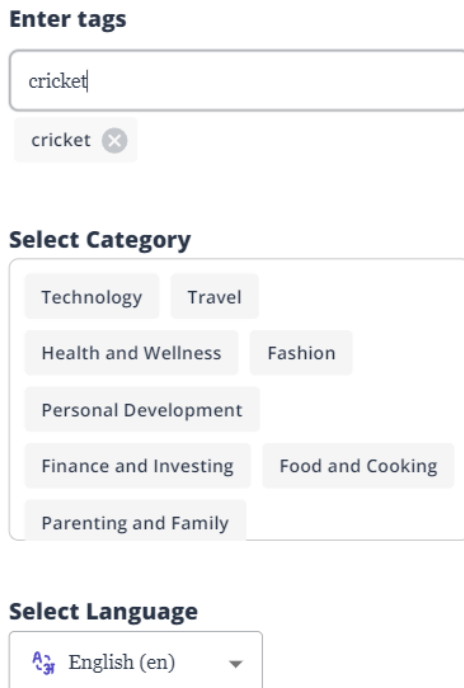 Enter tags
cricket
cricket
Select Category
Technology Travel
Health and Wellness Fashion
Personal Development
Finance and Investing Food and Cooking
Parenting and Family
Select Language
English (en)